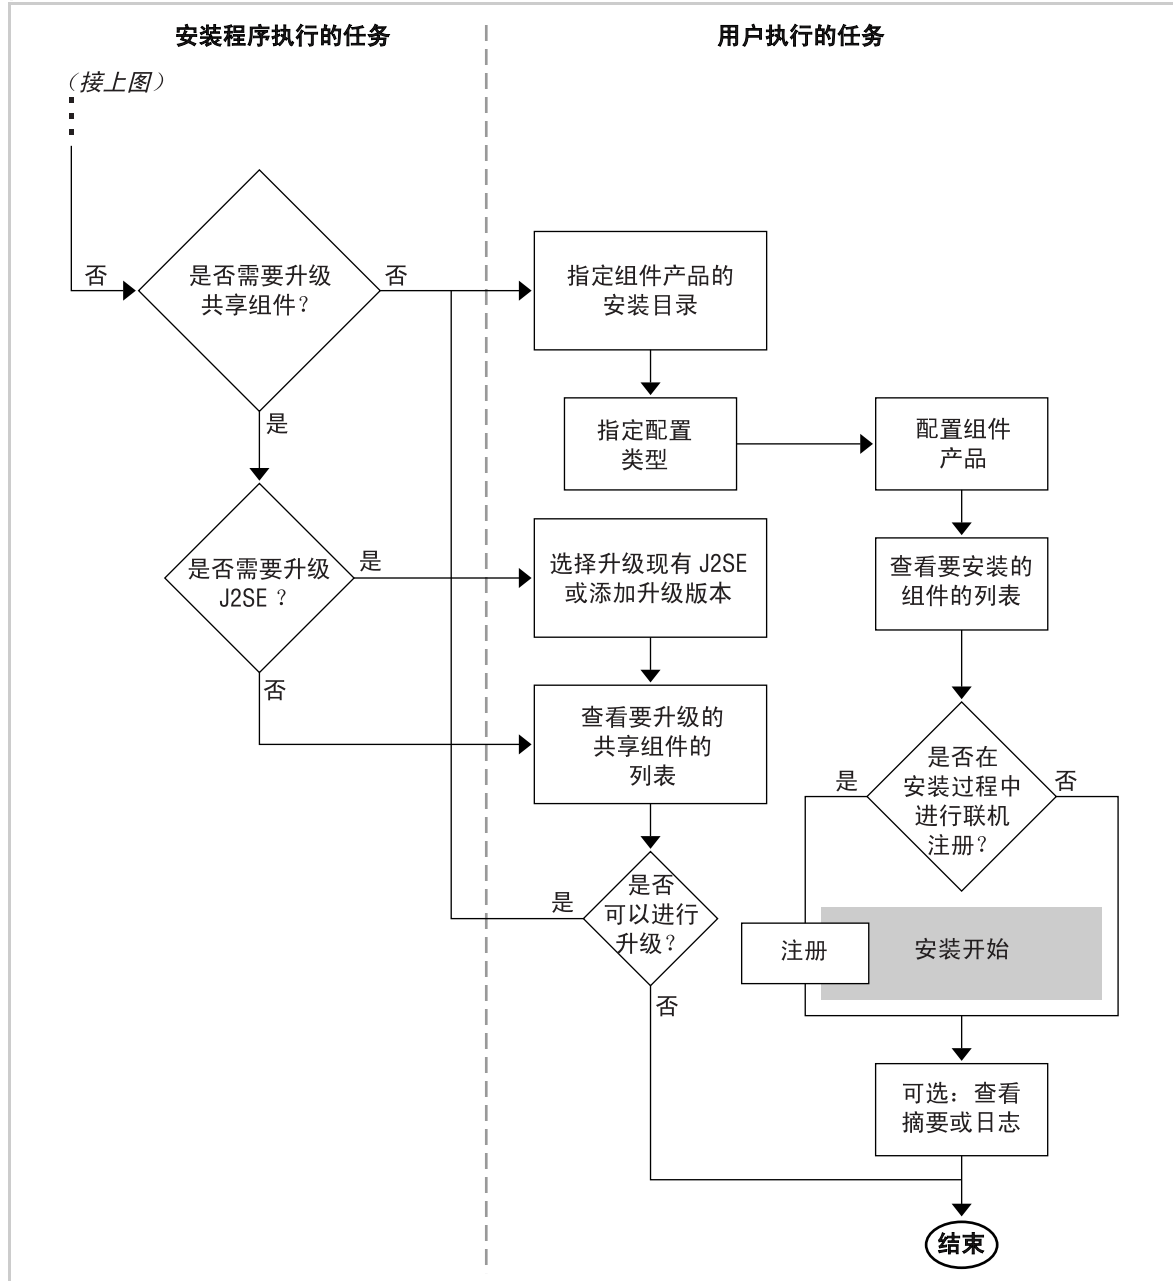 安装程序执行的任务
用户执行的任务
（接上图）
否
是否需要升级
共享组件？
否
指定组件产品的
安装目录
是
指定配置
类型
配置组件
产品
是否需要升级
J2SE ？
是
选择升级现有 J2SE
或添加升级版本
查看要安装的
组件的列表
否
查看要升级的
共享组件的
列表
是
是否在
安装过程中
进行联机
注册？
否
是
是否
可以进行
升级？
注册
安装开始
否
可选：查看
摘要或日志
结束